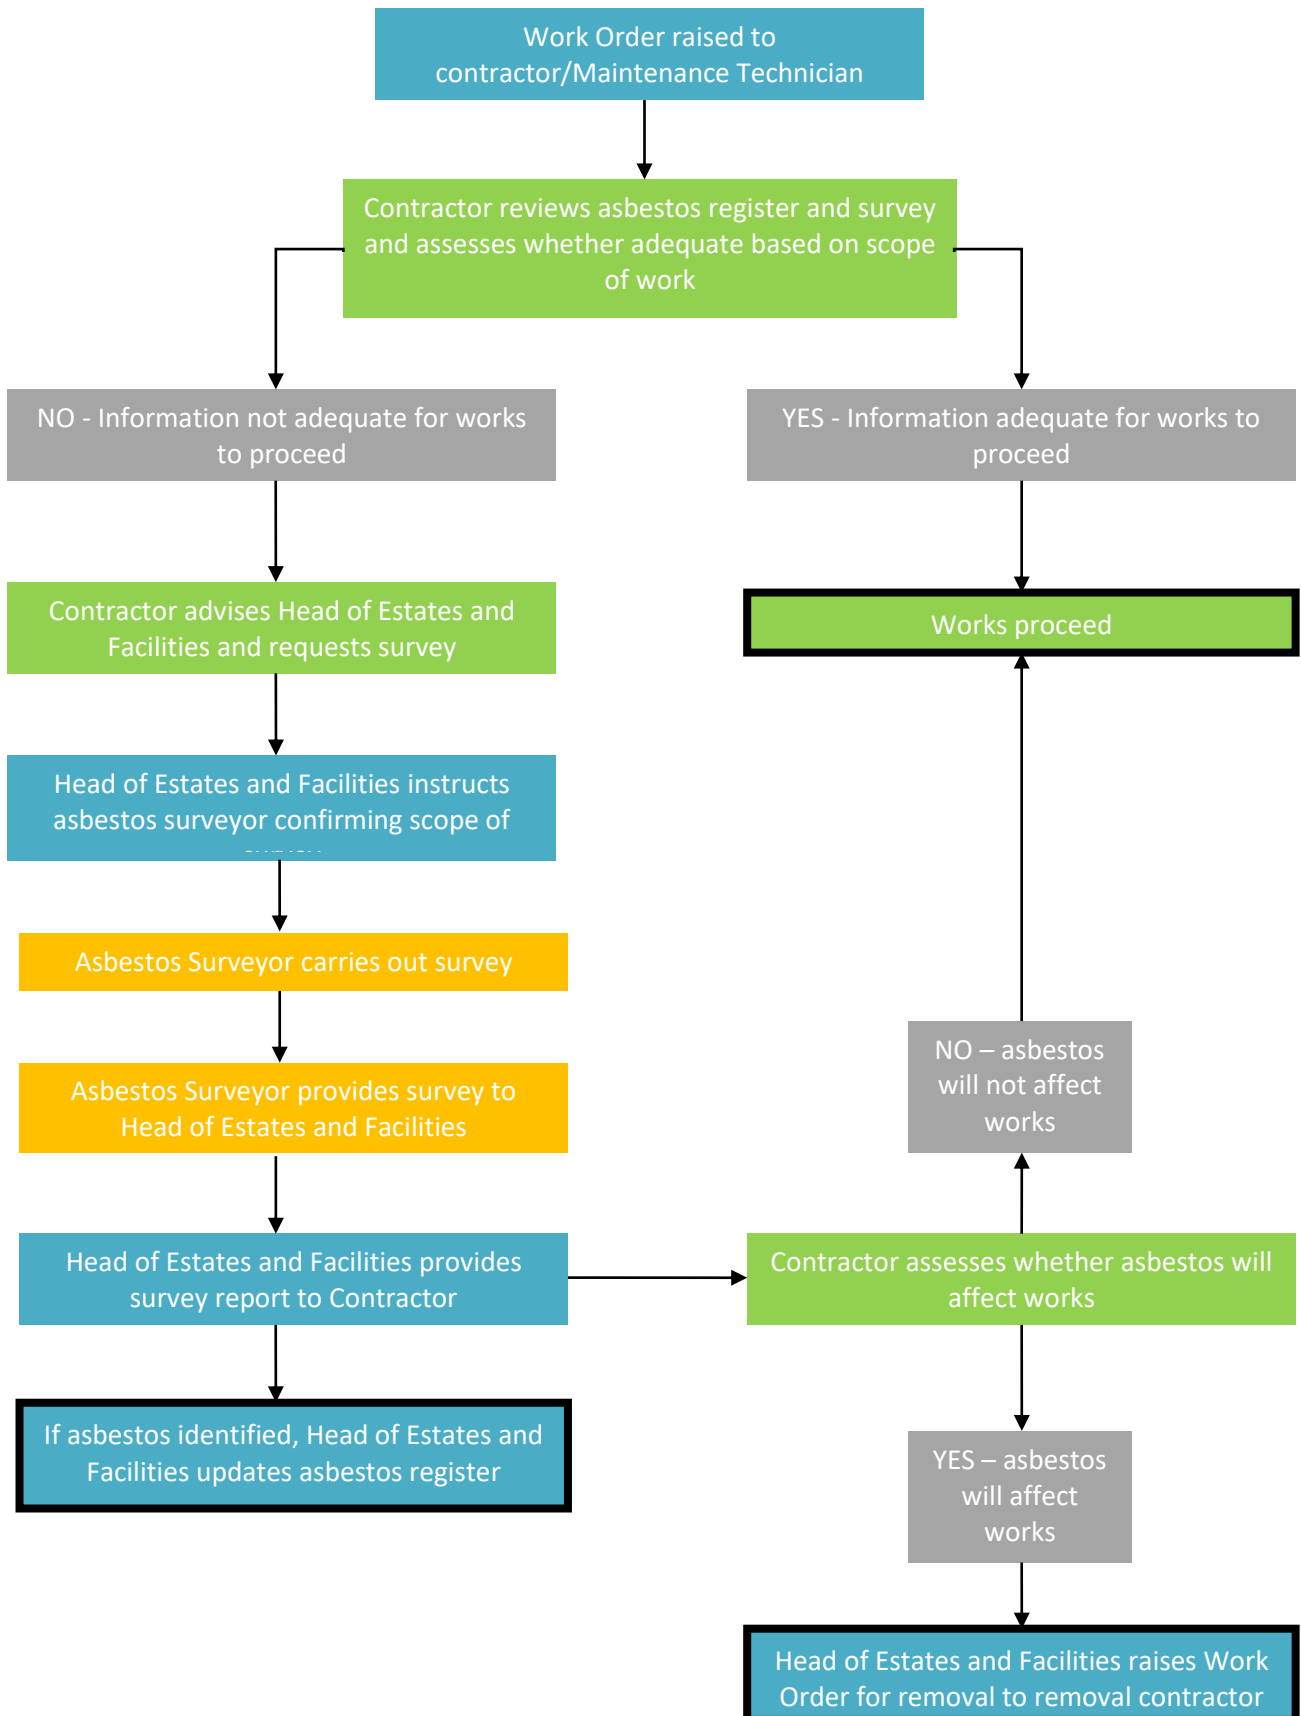 Work Order raised to
contractor/Maintenance Technician
Contractor reviews asbestos register and survey
and assesses whether adequate based on scope
of work
NO - Information not adequate for works
to proceed
YES - Information adequate for works to
proceed
Contractor advises Head of Estates and
Facilities and requests survey
Works proceed
Head of Estates and Facilities instructs
asbestos surveyor confirming scope of
Asbestos Surveyor carries out survey
Asbestos Surveyor provides survey to
Head of Estates and Facilities
NO – asbestos
will not affect
works
Head of Estates and Facilities provides
survey report to Contractor
Contractor assesses whether asbestos will
affect works
If asbestos identified, Head of Estates and
Facilities updates asbestos register
YES – asbestos
will affect
works
Head of Estates and Facilities raises Work
Order for removal to removal contractor